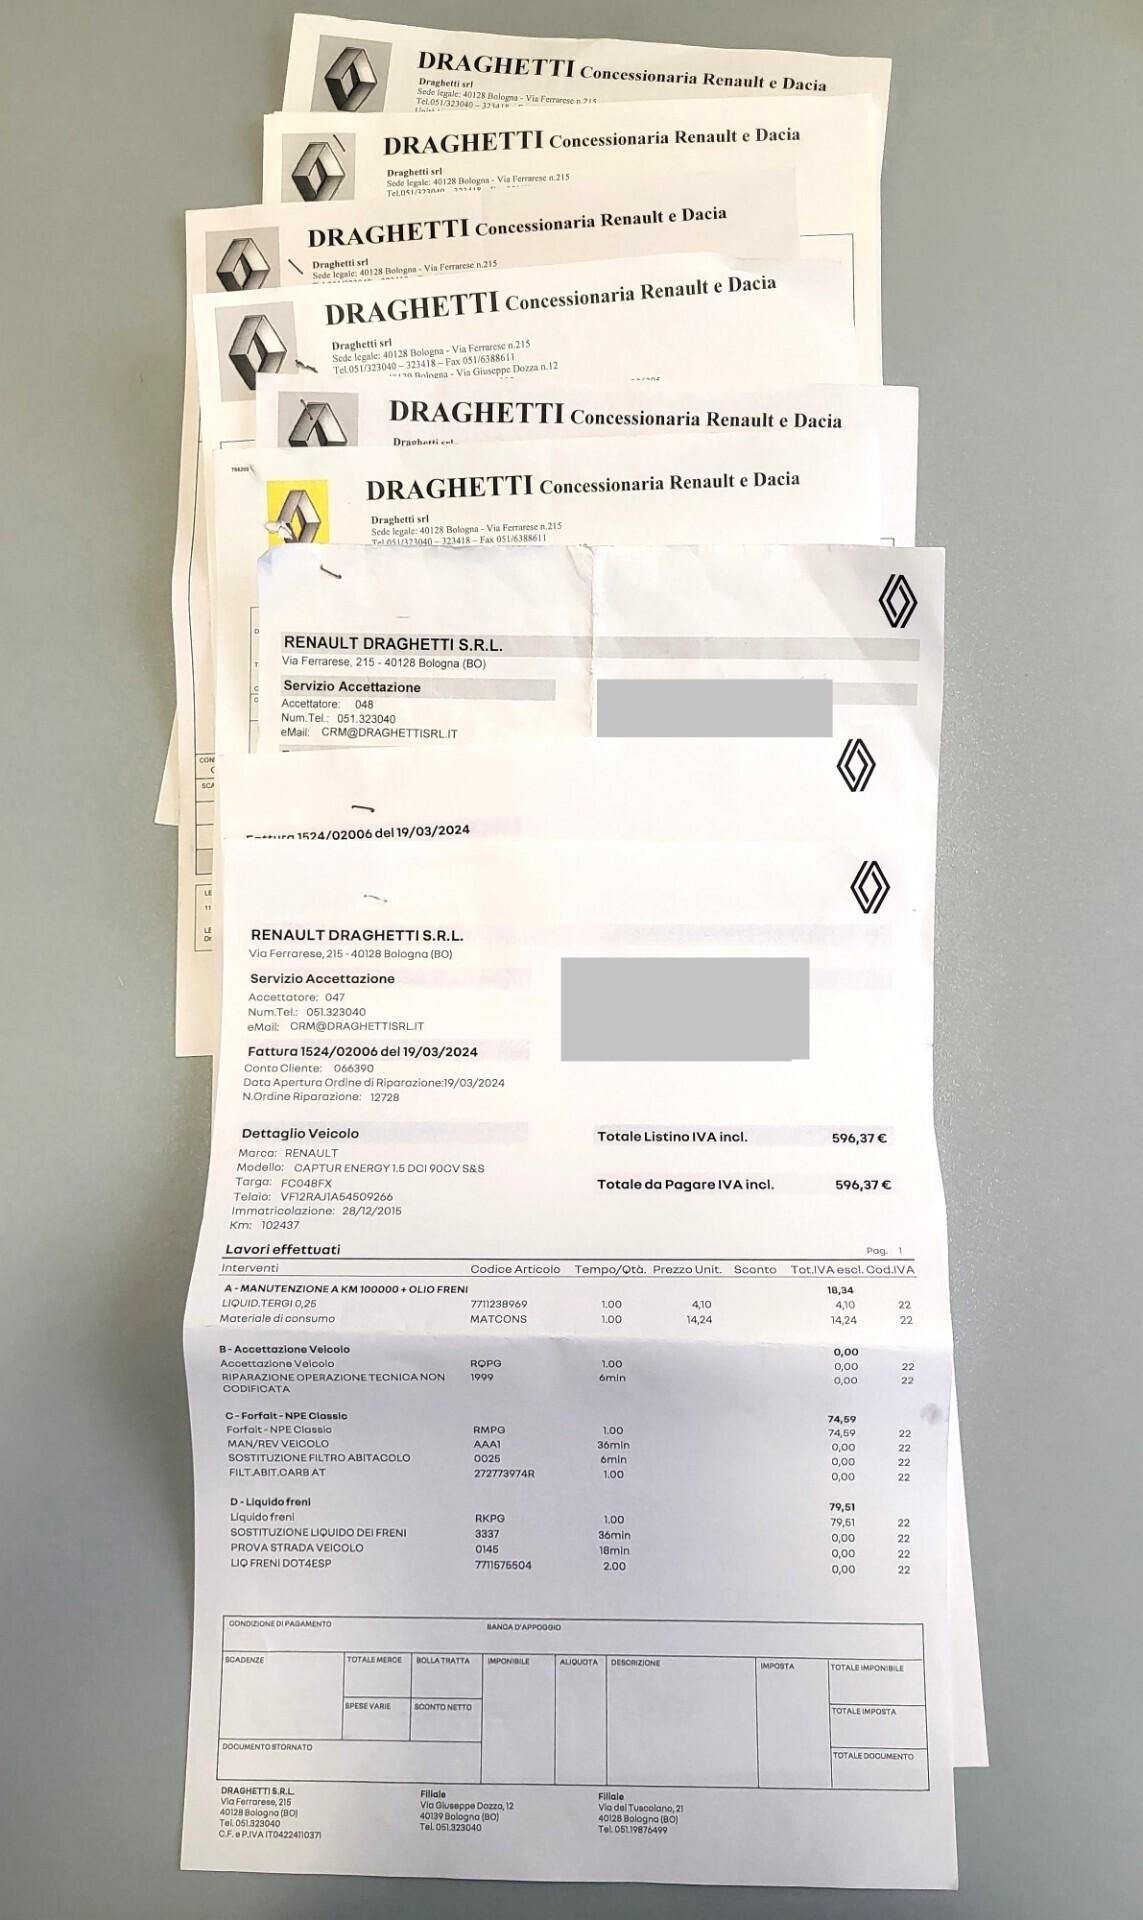 DRAGHETTI Concessionaria Renault e Dacia
Draghetti srl
Sede legale: 40128 Bologna - Via Ferrarese n.215
Tel.051/323040 – 323418
DRAGHETTI Concessionaria Renault e Dacia
Draghetti srl
Sede legale: 40128 Bologna - Via Ferrarese n.215
Tel.051/323040 323418
DRAGHETTI Concessionaria Renault e Dacia
Draghetti srl
Sede legale: 40128 Bologna - Via Ferrarese n.215
DRAGHETTI Concessionaria Renault e Dacia
Draghetti srl
Sede legale: 40128 Bologna - Via Ferrarese n.215
Tel.051/323040 – 323418 – Fax 051/6388611
Bologna - Via Giuseppe Dozza n.12
DRAGHETTI Concessionaria Renault e Dacia
Draghetti srl
DRAGHETTI Concessionaria Renault e Dacia
Draghetti srl
Sede legale: 40128 Bologna - Via Ferrarese n.215
Tel.051/323040 – 323418 – Fax 051/6388611
RENAULT DRAGHETTI S.R.L.
Via Ferrarese, 215 - 40128 Bologna (BO)
Servizio Accettazione
Accettatore: 048
Num.Tel.: 051.323040
eMail: CRM@DRAGHETTISRL.IT
CON
SCA
LE
11
LE
Dr
Fattura 1524/02006 del 19/03/2024
RENAULT DRAGHETTI S.R.L.
Via Ferrarese, 215 - 40128 Bologna (BO)
Servizio Accettazione
Accettatore: 047
Num.Tel.: 051.323040
eMail: CRM@DRAGHETTISRL.IT
Fattura 1524/02006 del 19/03/2024
Conto Cliente: 066390
Data Apertura Ordine di Riparazione:19/03/2024
N.Ordine Riparazione: 12728
Dettaglio Veicolo
Marca: RENAULT
Modello: CAPTUR ENERGY 1.5 DCI 90CV S&S
Targa: FC048FX
Telaio: VF12RAJ1A54509266
Immatricolazione: 28/12/2015
Km: 102437
Totale Listino IVA incl. 596,37 €
Totale da Pagare IVA incl. 596,37 €
Lavori effettuati Pag. 1
Interventi Codice Articolo Tempo/Qtà. Prezzo Unit. Sconto Tot.IVA escl. Cod.IVA
A - MANUTENZIONE A KM 100000 + OLIO FRENI 18,34
LIQUID.TERGI 0,25 7711238969 1.00 4,10 4,10 22
Materiale di consumo MATCONS 1.00 14,24 14,24 22
B - Accettazione Veicolo 0,00
Accettazione Veicolo RQPG 1.00 0,00 22
RIPARAZIONE OPERAZIONE TECNICA NON 1999 6min 0,00 22
CODIFICATA
C - Forfait - NPE Classic 74,59
Forfait - NPE Classic RMPG 1.00 74,59 22
MAN/REV VEICOLO AAA1 36min 0,00 22
SOSTITUZIONE FILTRO ABITACOLO 0025 6min 0,00 22
FILT.ABIT.CARB AT 272773974R 1.00 0,00 22
D - Liquido freni 79,51
Liquido freni RKPG 1.00 79,51 22
SOSTITUZIONE LIQUIDO DEI FRENI 3337 36min 0,00 22
PROVA STRADA VEICOLO 0145 18min 0,00 22
LIQ FRENI DOT4ESP 7711575504 2.00 0,00 22
CONDIZIONE DI PAGAMENTO BANCA D'APPOGGIO
SCADENZE TOTALE MERCE BOLLA TRATTA IMPONIBILE ALIQUOTA DESCRIZIONE IMPOSTA TOTALE IMPONIBILE
SPESE VARIE SCONTO NETTO TOTALE IMPOSTA
DOCUMENTO STORNATO TOTALE DOCUMENTO
DRAGHETTI S.R.L.
Via Ferrarese, 215
40128 Bologna (BO)
Tel. 051.323040
C.F. e P.IVA IT04224110371
Filiale
Via Giuseppe Dozza, 12
40139 Bologna (BO)
Tel. 051.323040
Filiale
Via del Tuscolano, 21
40128 Bologna (BO)
Tel. 051.19876499